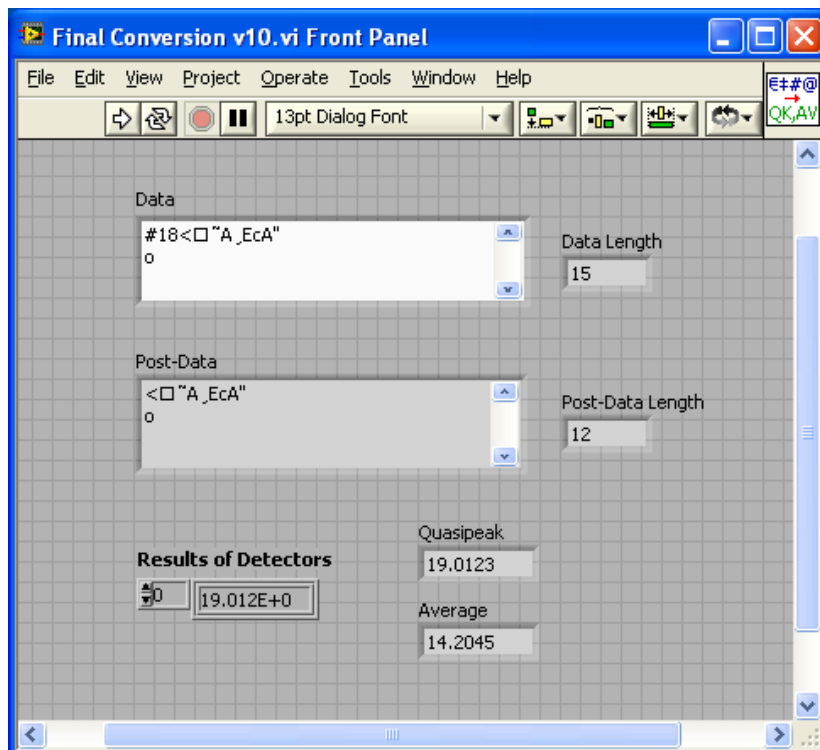 Final Conversion v10.vi Front Panel
File Edit View Project Operate Tools Window Help
€‡#@
QK,AV
13pt Dialog Font
Data
#18<□˜A¸EcA"
o
Data Length
15
Post-Data
<□˜A¸EcA"
o
Post-Data Length
12
Quasipeak
19.0123
Results of Detectors
0
19.012E+0
Average
14.2045